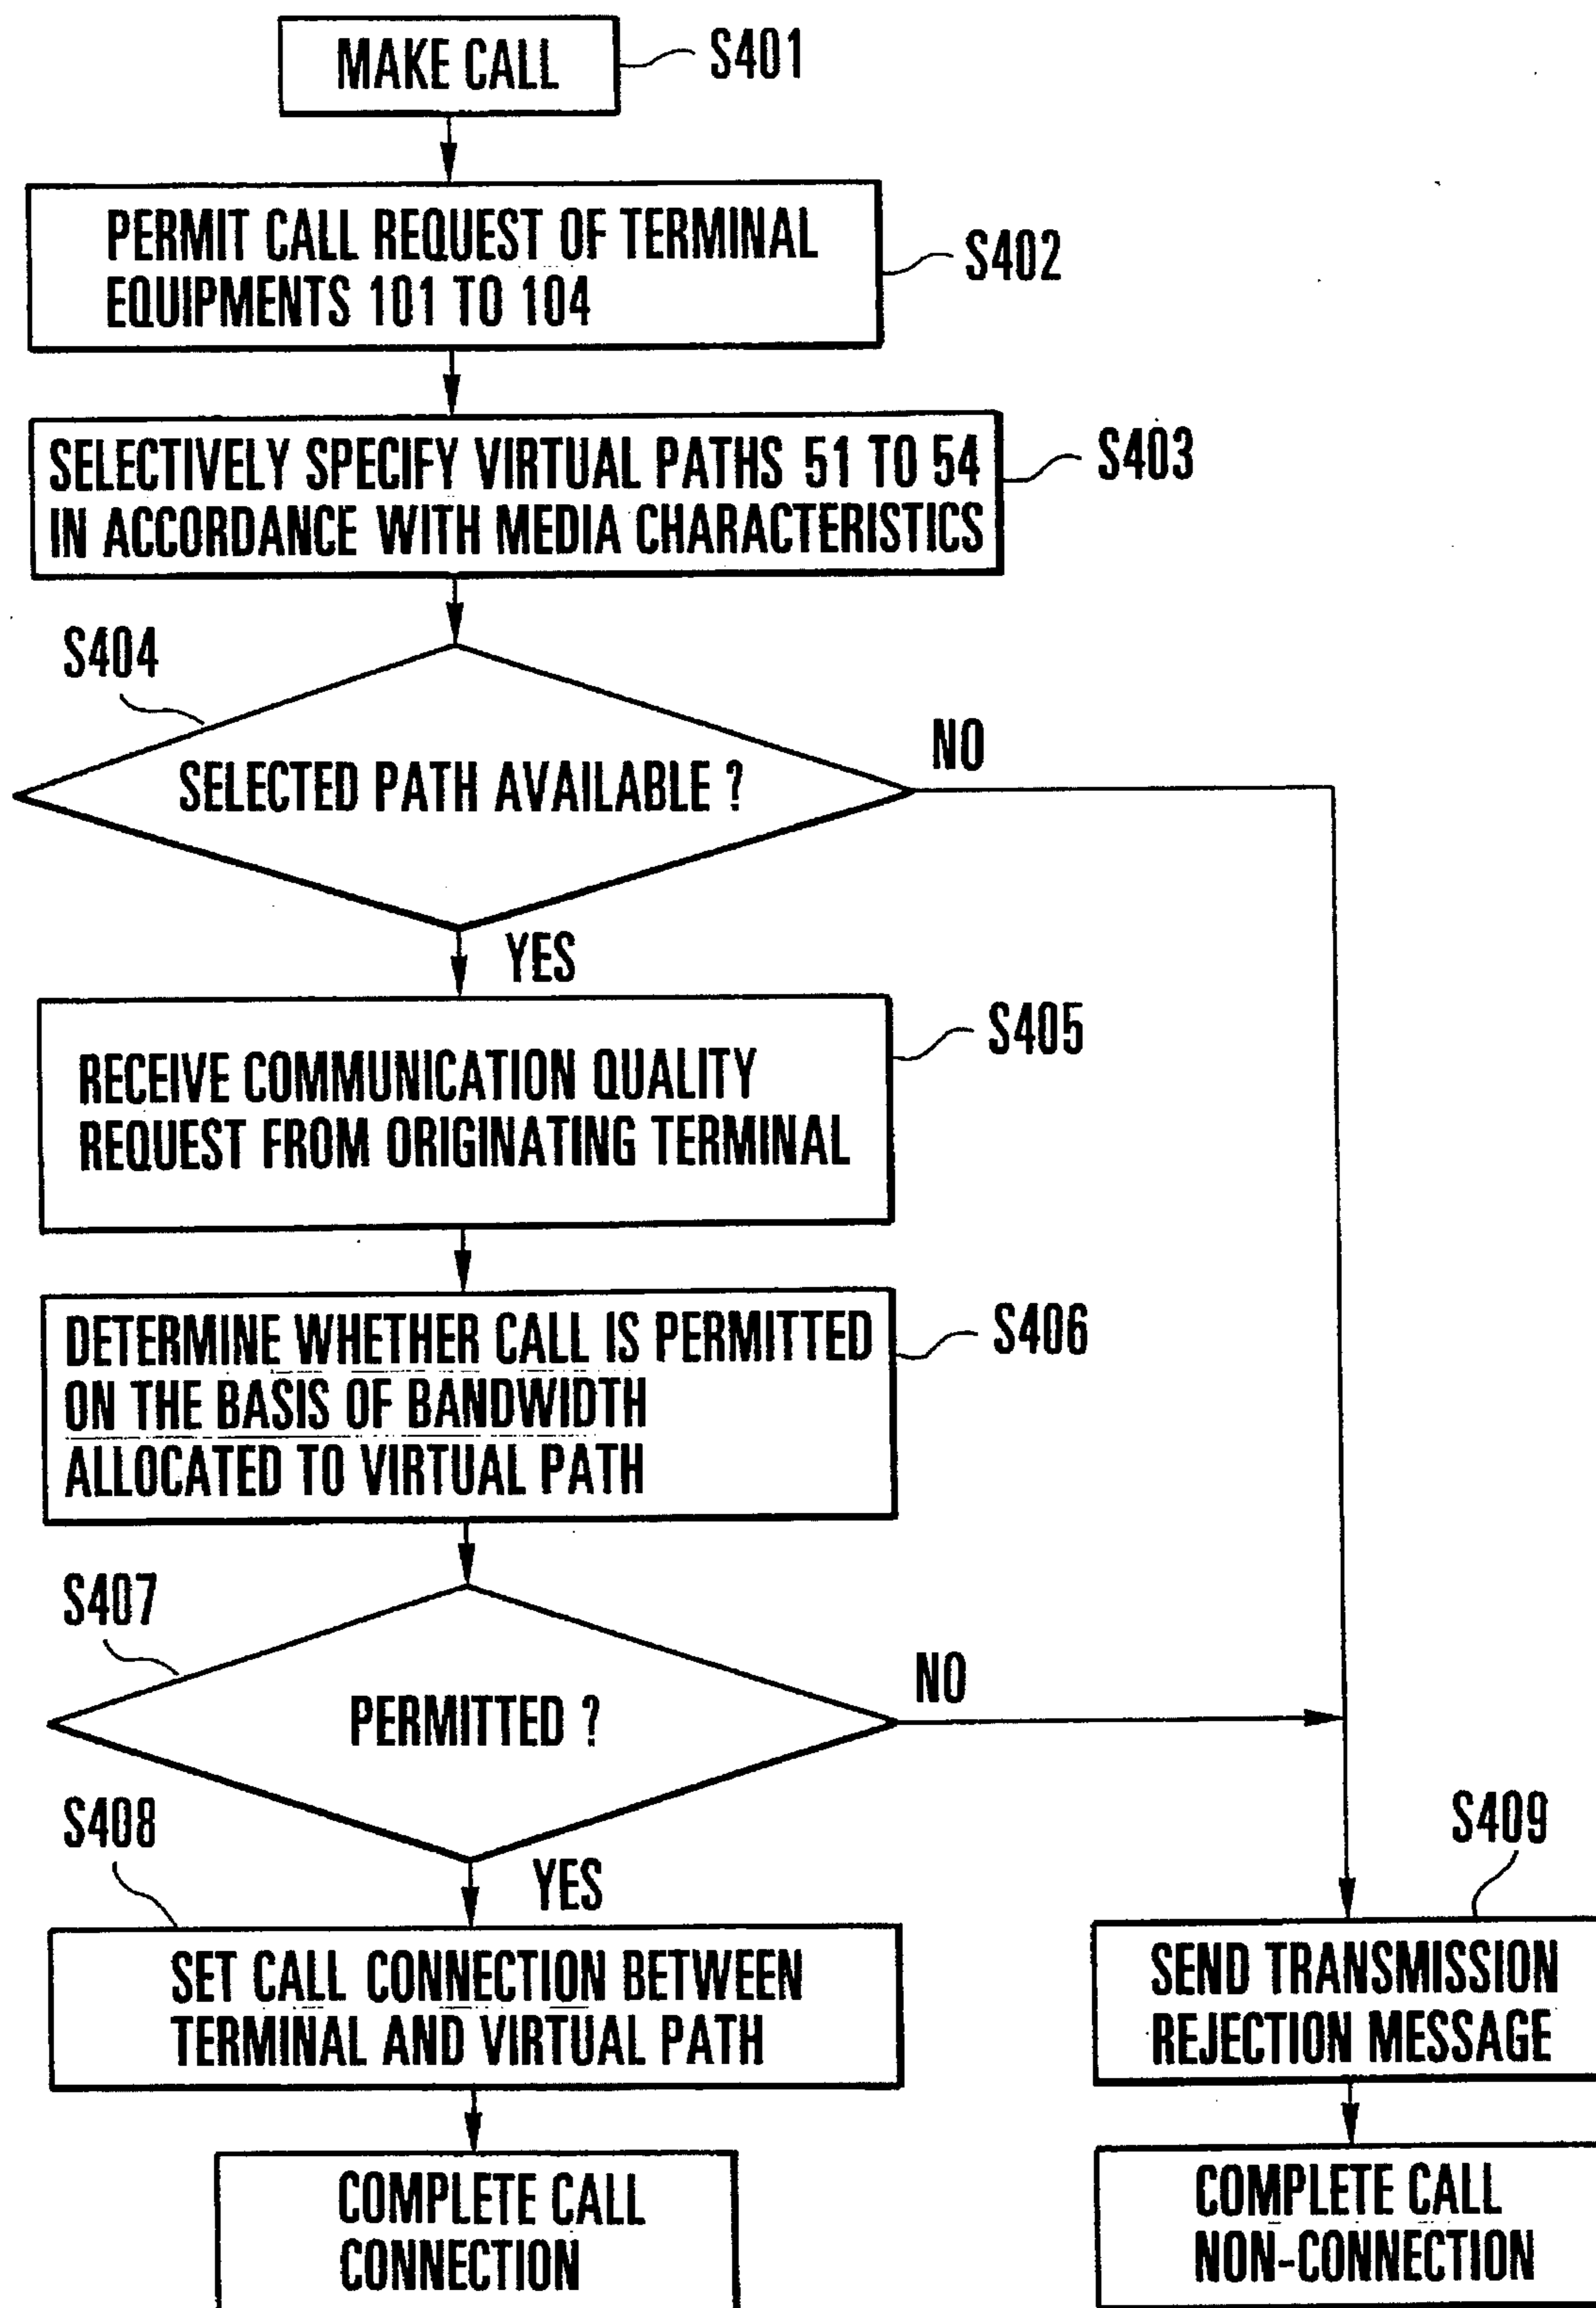 MAKE CALL
S401
PERMIT CALL REQUEST OF TERMINAL
EQUIPMENTS 101 TO 104
S402
SELECTIVELY SPECIFY VIRTUAL PATHS 51 TO 54
IN ACCORDANCE WITH MEDIA CHARACTERISTICS
S403
S404
SELECTED PATH AVAILABLE ?
NO
YES
RECEIVE COMMUNICATION QUALITY
REQUEST FROM ORIGINATING TERMINAL
S405
DETERMINE WHETHER CALL IS PERMITTED
ON THE BASIS OF BANDWIDTH
ALLOCATED TO VIRTUAL PATH
S406
S407
PERMITTED ?
NO
YES
S408
SET CALL CONNECTION BETWEEN
TERMINAL AND VIRTUAL PATH
S409
SEND TRANSMISSION
REJECTION MESSAGE
COMPLETE CALL
CONNECTION
COMPLETE CALL
NON-CONNECTION